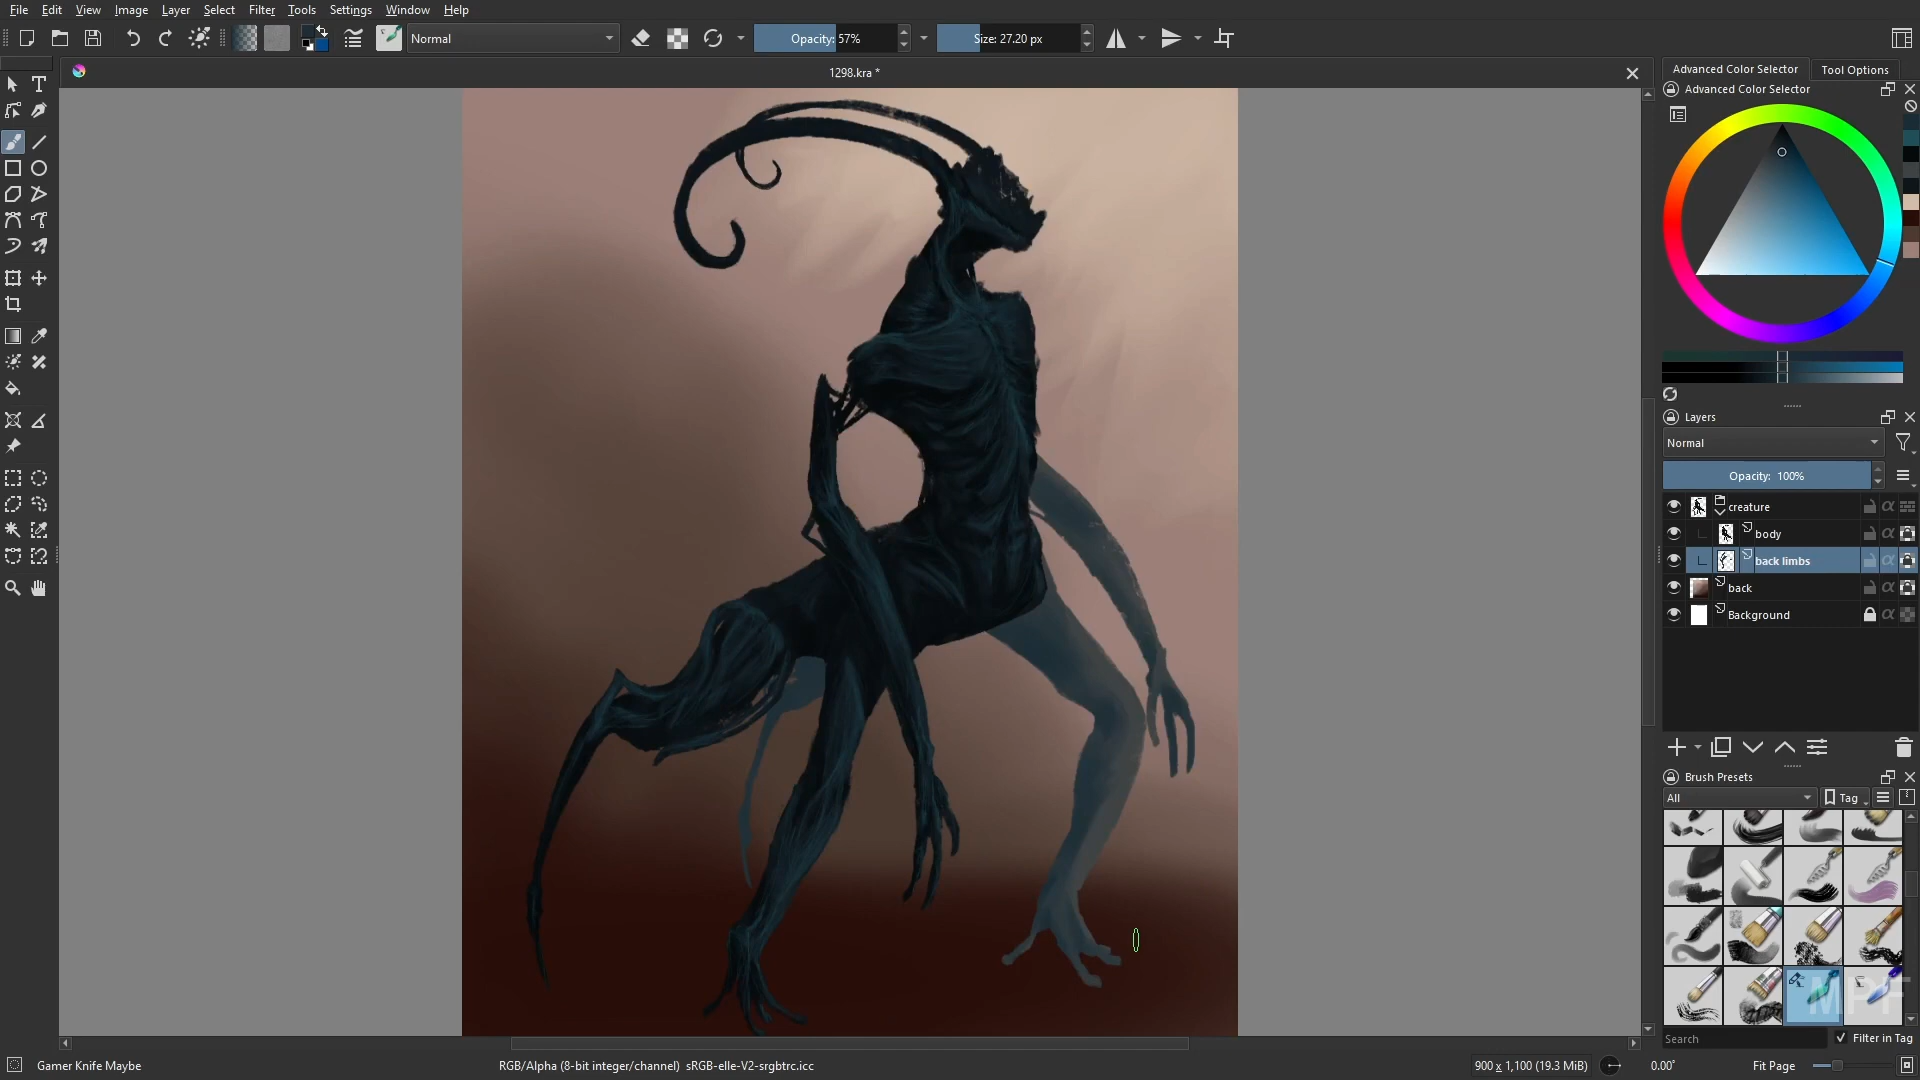 File Edit View Image Layer Select Filter Tools Settings Window Help
Normal
Opacity: 57%
Size: 27.20 px
1298.kra *
Advanced Color Selector
Tool Options
Advanced Color Selector
Layers
Normal
Opacity: 100%
creature
body
back limbs
back
Background
Brush Presets
All
Tag
MPF
Search
Filter in Tag
Gamer Knife Maybe
RGB/Alpha (8-bit integer/channel) sRGB-elle-V2-srgbtrc.icc
900 x 1,100 (19.3 MiB)
0.00°
Fit Page